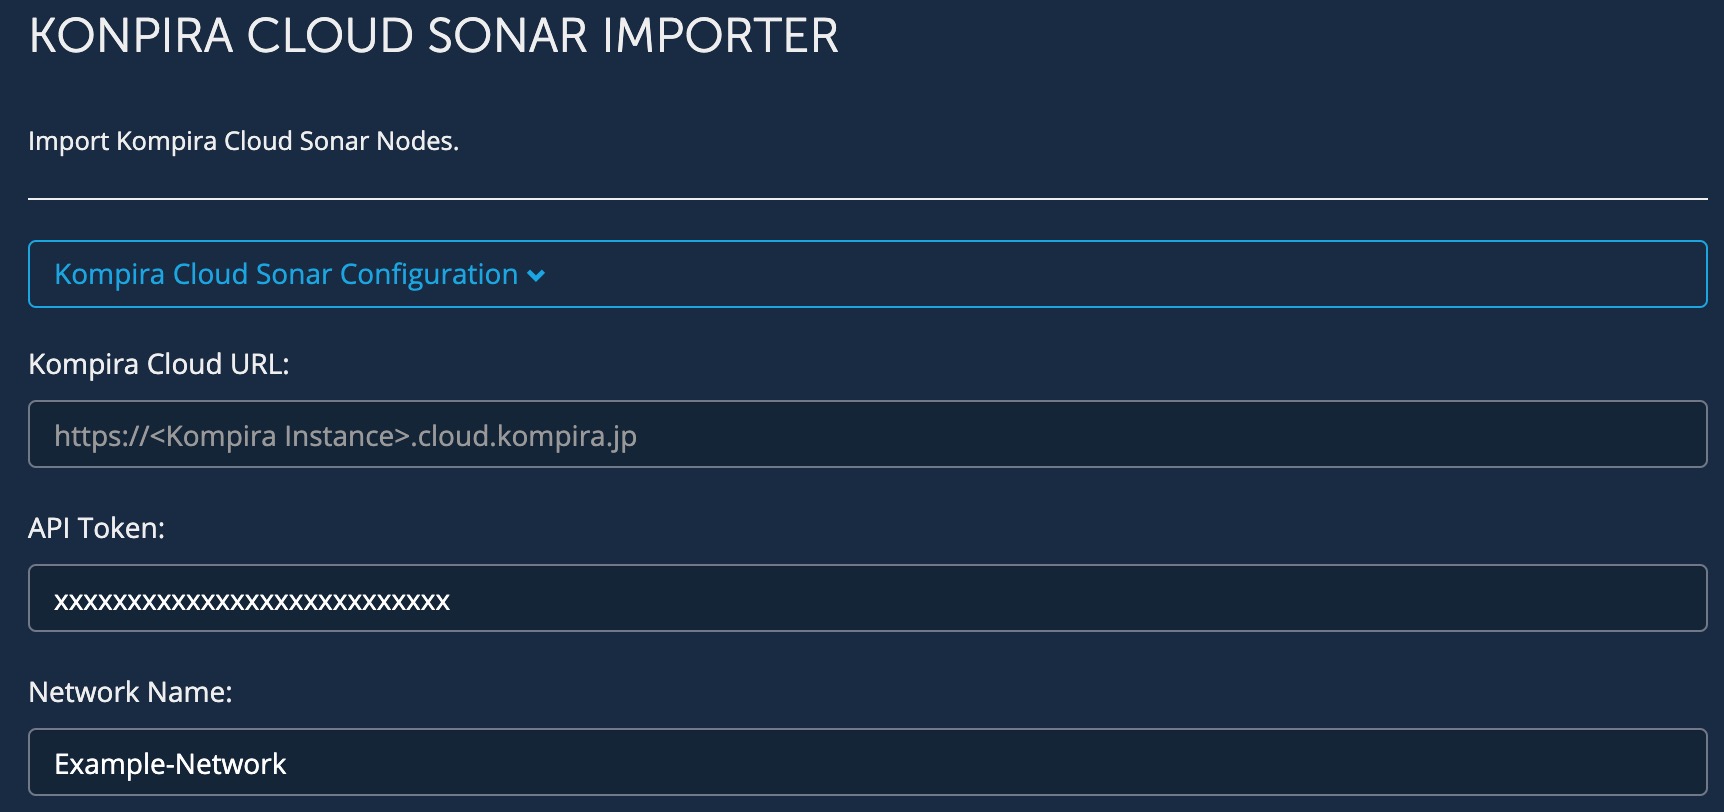 KONPIRA CLOUD SONAR IMPORTER
Import Kompira Cloud Sonar Nodes.
Kompira Cloud Sonar Configuration
Kompira Cloud URL:
https://<Kompira Instance>.cloud.kompira.jp
API Token:
xxxxxxxxxxxxxxxxxxxxxxxxxxx
Network Name:
Example-Network